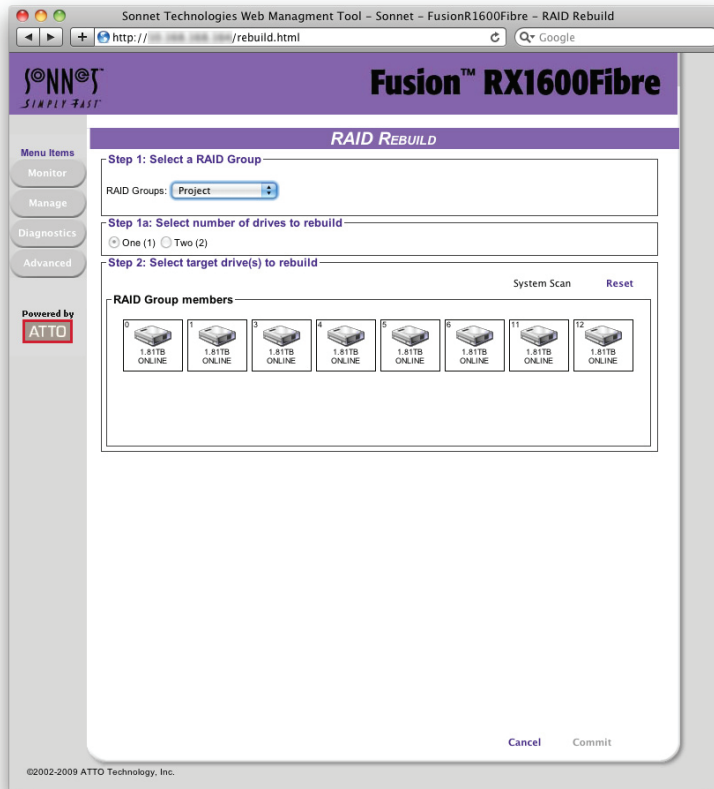 Sonnet Technologies Web Managment Tool – Sonnet – FusionR1600Fibre – RAID Rebuild
http:// /rebuild.html
Google
SONNET
SIMPLY FAST
Fusion™ RX1600Fibre
RAID REBUILD
Menu Items
Monitor
Manage
Diagnostics
Advanced
Powered by
ATTO
Step 1: Select a RAID Group
RAID Groups: Project
Step 1a: Select number of drives to rebuild
One (1) Two (2)
Step 2: Select target drive(s) to rebuild
System Scan Reset
RAID Group members
0 1 3 4 5 6 11 12
1.81TB 1.81TB 1.81TB 1.81TB 1.81TB 1.81TB 1.81TB 1.81TB
ONLINE ONLINE ONLINE ONLINE ONLINE ONLINE ONLINE ONLINE
Cancel Commit
©2002-2009 ATTO Technology, Inc.